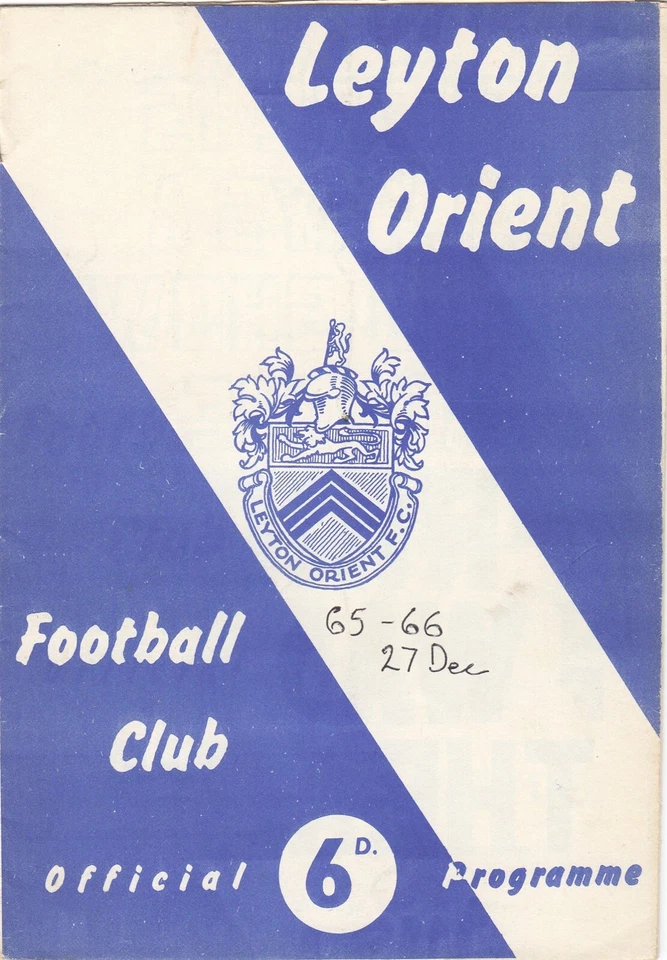 Leyton
Orient
LEYTON ORIENT F.C.
65-66
27 Dec
Football
Club
Official 6D. Programme